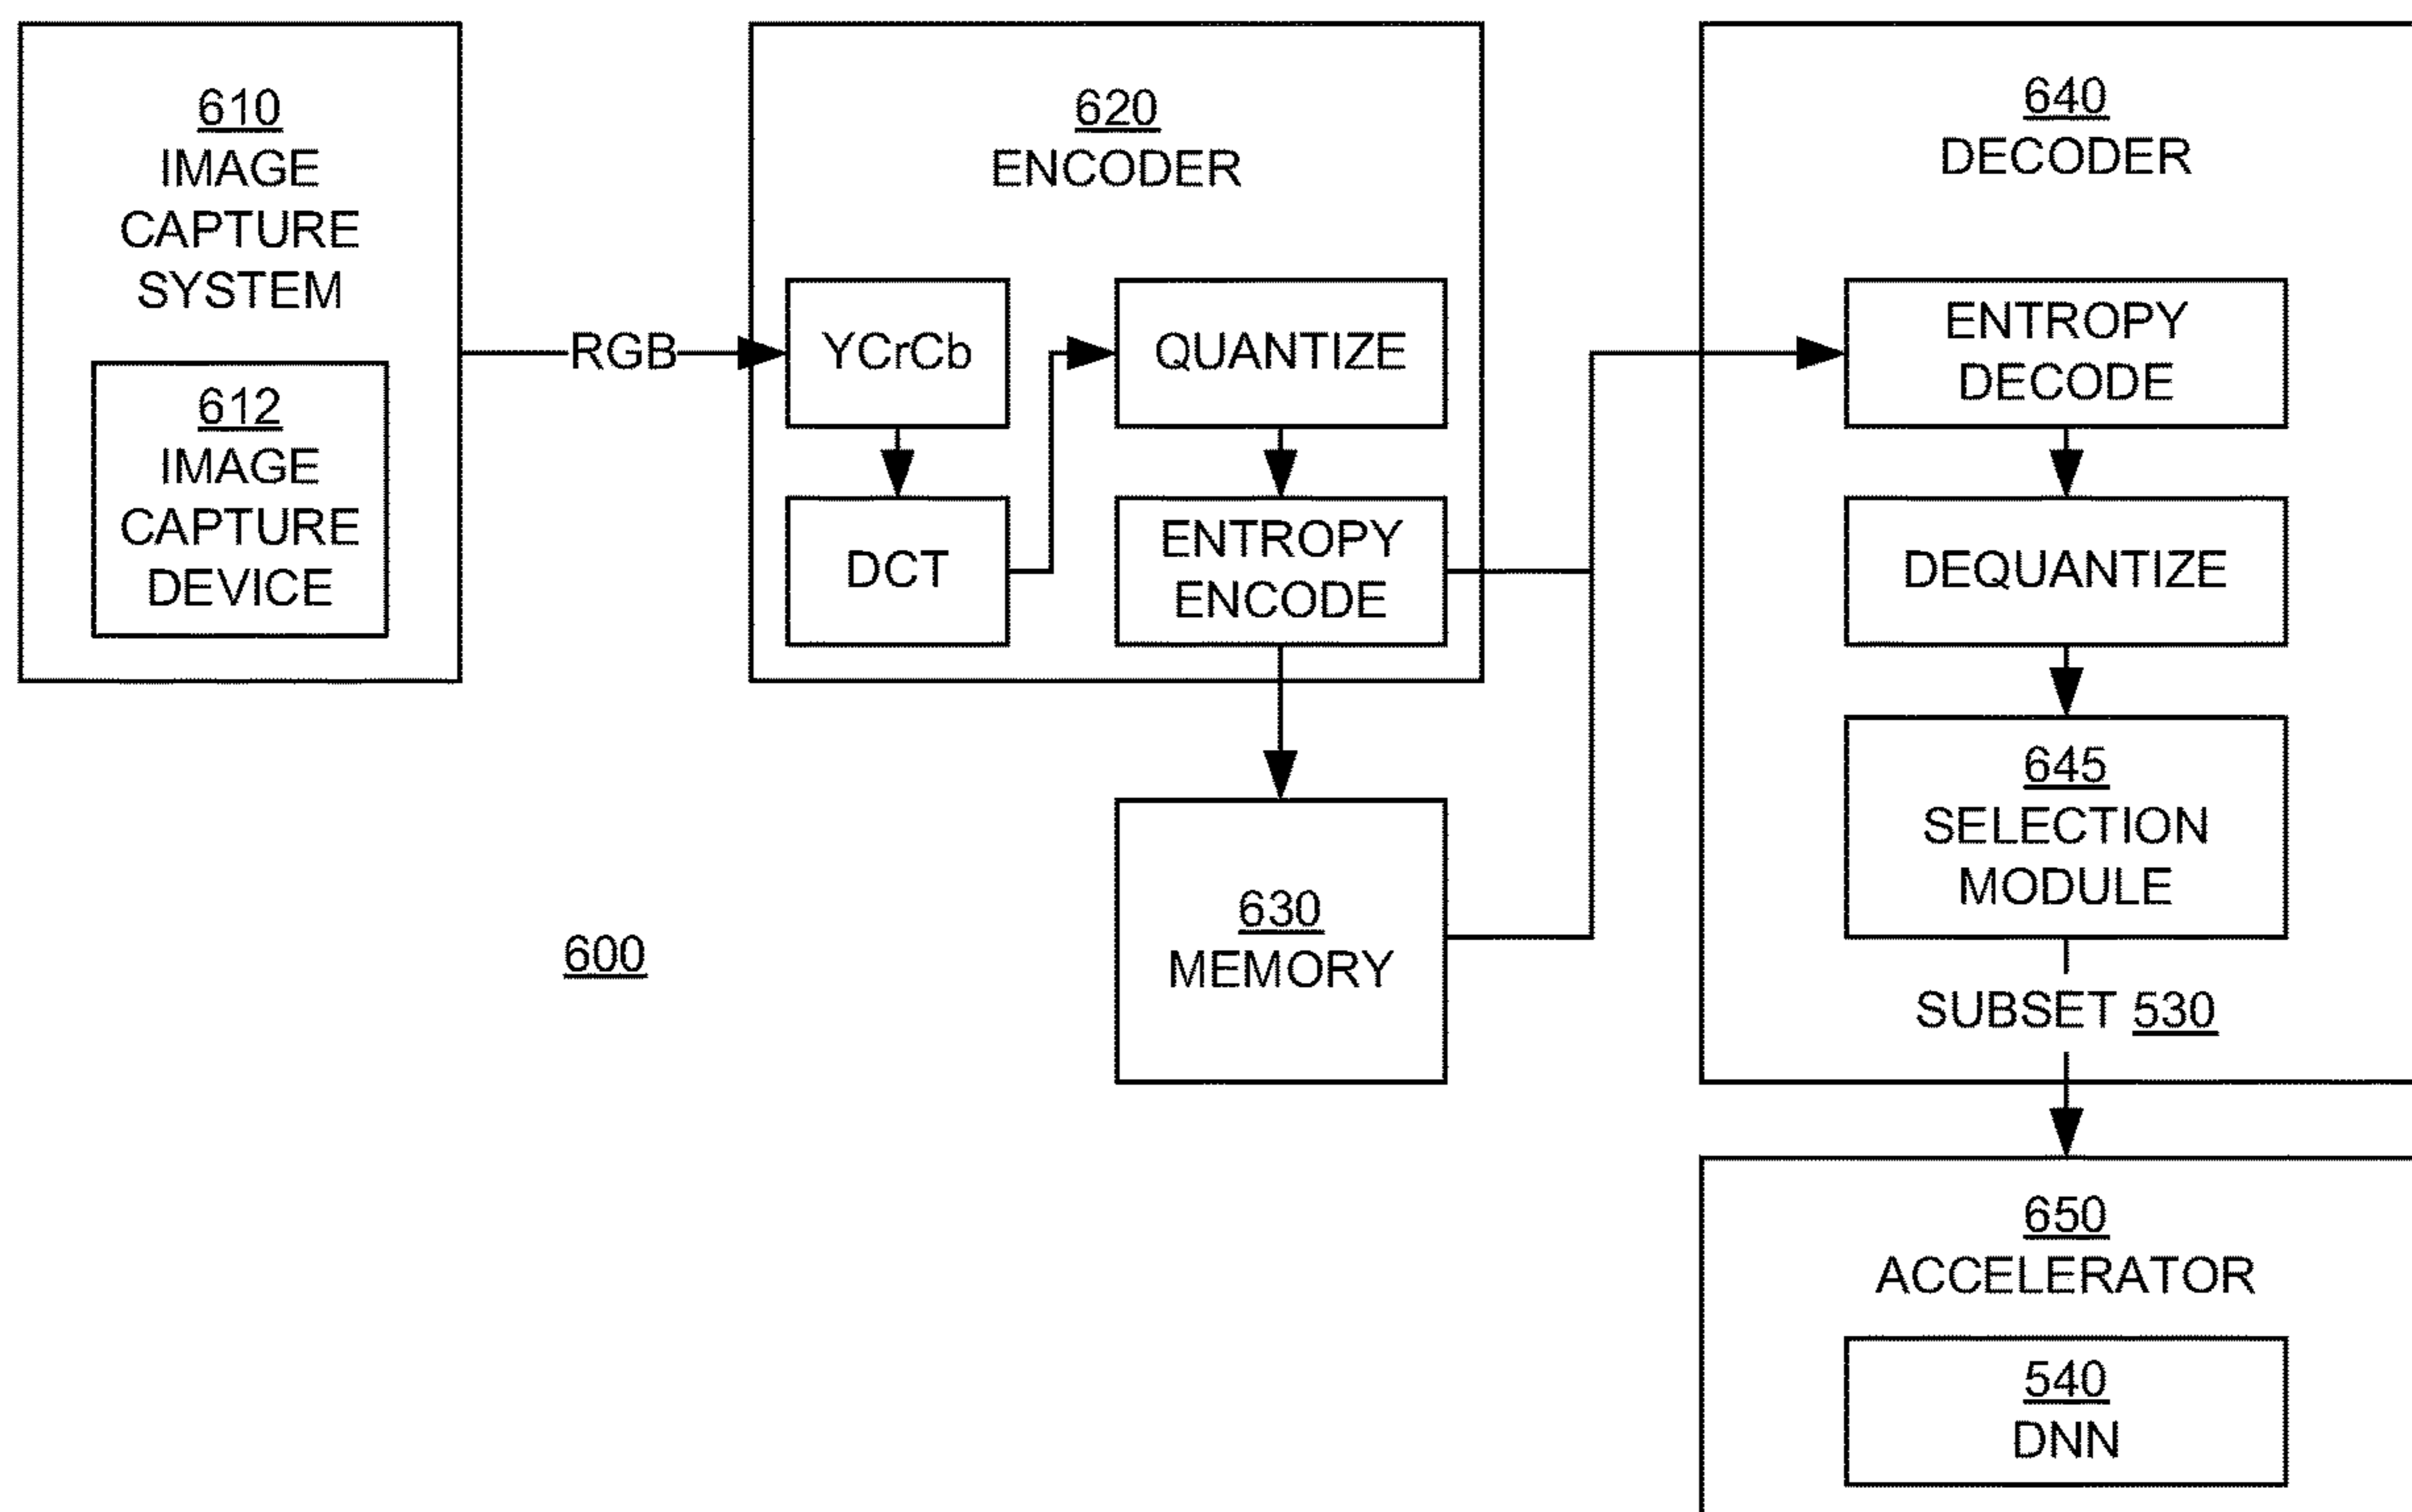 610
IMAGE
CAPTURE
SYSTEM
612
IMAGE
CAPTURE
DEVICE
RGB
620
ENCODER
YCrCb
DCT
QUANTIZE
ENTROPY
ENCODE
630
MEMORY
600
640
DECODER
ENTROPY
DECODE
DEQUANTIZE
645
SELECTION
MODULE
SUBSET 530
650
ACCELERATOR
540
DNN